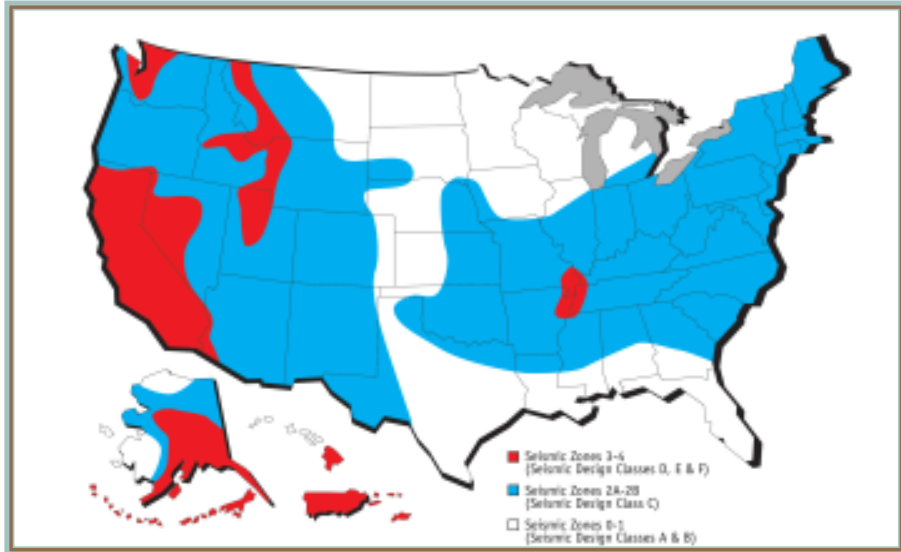 Seismic Zones 3-4
(Seismic Design Classes D, E & F)
Seismic Zones 2A-2B
(Seismic Design Class C)
Seismic Zones 0-1
(Seismic Design Classes A & B)